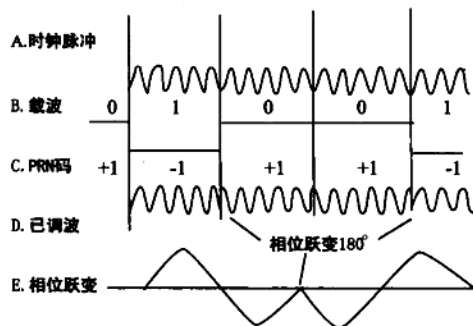 A.时钟脉冲
B.载波
0 1 0 0 1
C.PRN码
+1 -1 +1 +1 -1
D.已调波
相位跃变180°
E.相位跃变